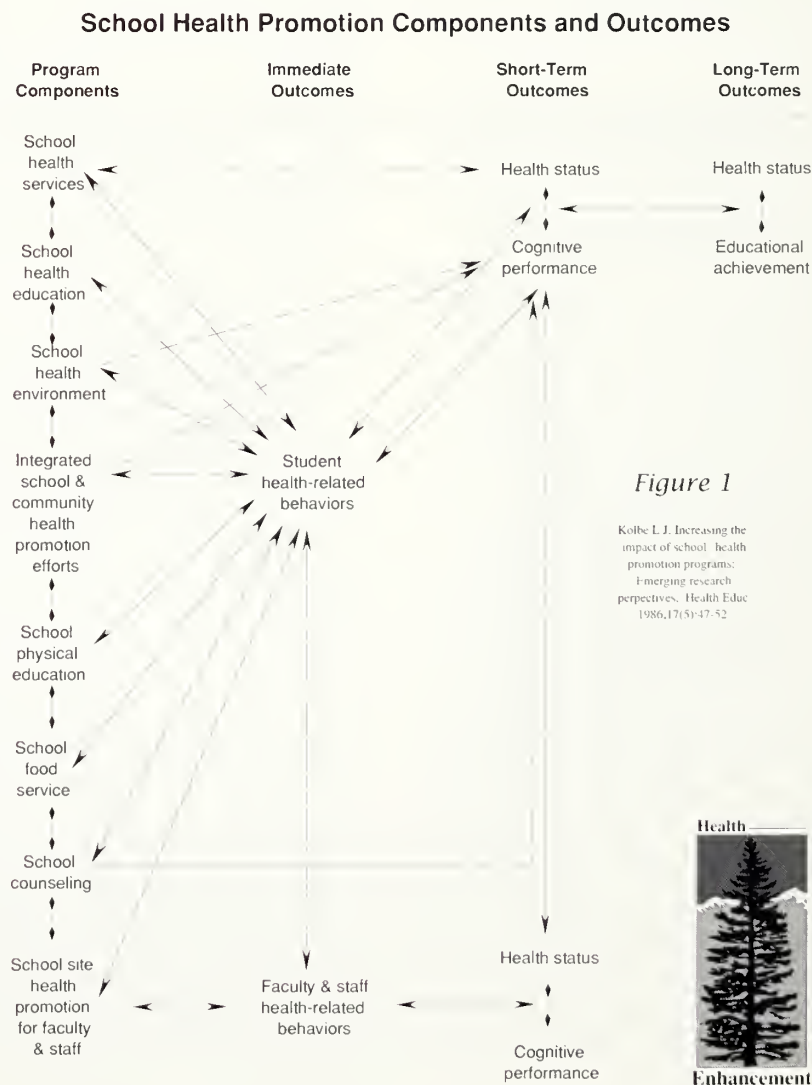 School Health Promotion Components and Outcomes
Program
Components
Immediate
Outcomes
Short-Term
Outcomes
Long-Term
Outcomes
School
health
services
School
health
education
School
health
environment
Integrated
school &
community
health
promotion
efforts
School
physical
education
School
food
service
School
counseling
School site
health
promotion
for faculty
& staff
Student
health-related
behaviors
Faculty & staff
health-related
behaviors
Health status
Cognitive
performance
Health status
Cognitive
performance
Health status
Educational
achievement
Figure 1
Kolbe L J. Increasing the
impact of school health
promotion programs:
Emerging research
perpectives. Health Educ
1986,17(5):47-52
Health
Enhancement